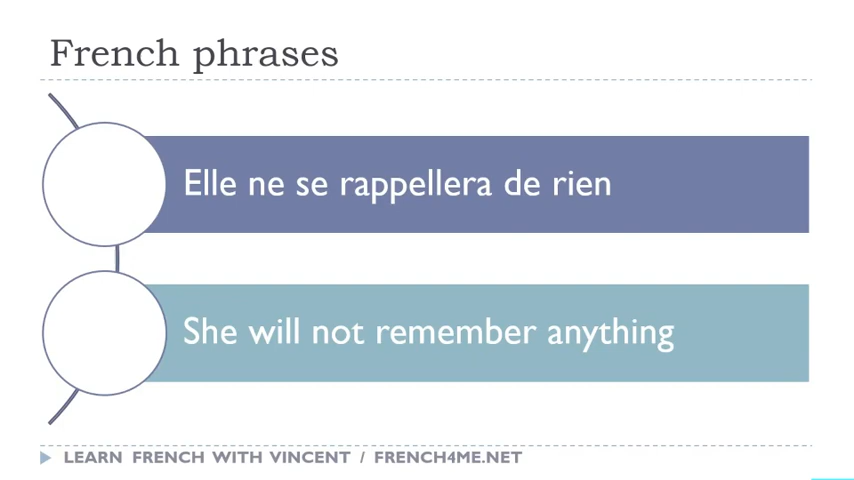 French phrases
Elle ne se rappellera de rien
She will not remember anything
LEARN FRENCH WITH VINCENT / FRENCH4ME.NET